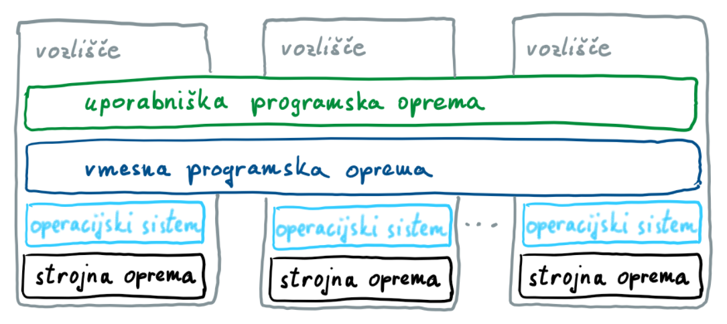 vozlišče vozlišče vozlišče
uporabniška programska oprema
vmesna programska oprema
operacijski sistem operacijski sistem ... operacijski sistem
strojna oprema strojna oprema strojna oprema